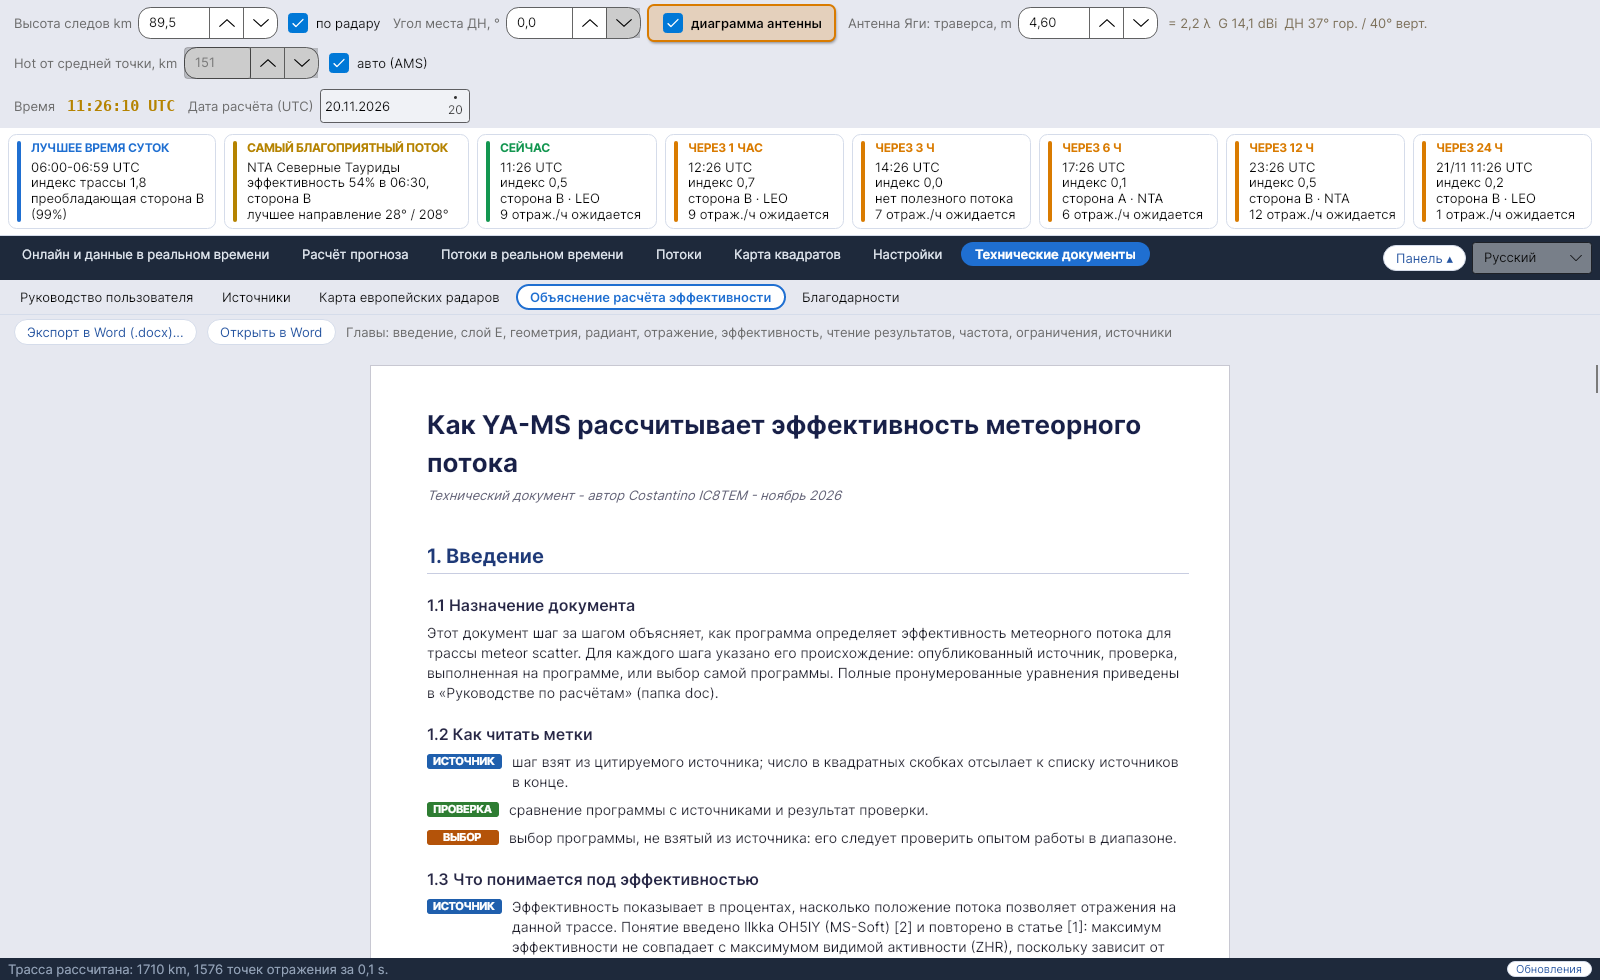 Высота следов km 89,5 по радару Угол места ДН, ° 0,0 диаграмма антенны Антенна Яги: траверса, m 4,60 = 2,2 λ G 14,1 dBi ДН 37° гор. / 40° верт.
Hot от средней точки, km 151 авто (AMS)
Время 11:26:10 UTC Дата расчёта (UTC) 20.11.2026 20
ЛУЧШЕЕ ВРЕМЯ СУТОК
06:00-06:59 UTC
индекс трассы 1,8
преобладающая сторона B
(99%)
САМЫЙ БЛАГОПРИЯТНЫЙ ПОТОК
NTA Северные Тауриды
эффективность 54% в 06:30,
сторона B
лучшее направление 28° / 208°
СЕЙЧАС
11:26 UTC
индекс 0,5
сторона B · LEO
9 отраж./ч ожидается
ЧЕРЕЗ 1 ЧАС
12:26 UTC
индекс 0,7
сторона B · LEO
9 отраж./ч ожидается
ЧЕРЕЗ 3 Ч
14:26 UTC
индекс 0,0
нет полезного потока
7 отраж./ч ожидается
ЧЕРЕЗ 6 Ч
17:26 UTC
индекс 0,1
сторона A · NTA
6 отраж./ч ожидается
ЧЕРЕЗ 12 Ч
23:26 UTC
индекс 0,5
сторона B · NTA
12 отраж./ч ожидается
ЧЕРЕЗ 24 Ч
21/11 11:26 UTC
индекс 0,2
сторона B · LEO
1 отраж./ч ожидается
Онлайн и данные в реальном времени Расчёт прогноза Потоки в реальном времени Потоки Карта квадратов Настройки Технические документы Панель ▴ Русский
Руководство пользователя Источники Карта европейских радаров Объяснение расчёта эффективности Благодарности
Экспорт в Word (.docx)... Открыть в Word Главы: введение, слой E, геометрия, радиант, отражение, эффективность, чтение результатов, частота, ограничения, источники
Как YA-MS рассчитывает эффективность метеорного
потока
Технический документ - автор Costantino IC8TEM - ноябрь 2026
1. Введение
1.1 Назначение документа
Этот документ шаг за шагом объясняет, как программа определяет эффективность метеорного потока для
трассы meteor scatter. Для каждого шага указано его происхождение: опубликованный источник, проверка,
выполненная на программе, или выбор самой программы. Полные пронумерованные уравнения приведены
в «Руководстве по расчётам» (папка doc).
1.2 Как читать метки
ИСТОЧНИК шаг взят из цитируемого источника; число в квадратных скобках отсылает к списку источников
в конце.
ПРОВЕРКА сравнение программы с источниками и результат проверки.
ВЫБОР выбор программы, не взятый из источника: его следует проверить опытом работы в диапазоне.
1.3 Что понимается под эффективностью
ИСТОЧНИК Эффективность показывает в процентах, насколько положение потока позволяет отражения на
данной трассе. Понятие введено Ilkka OH5IY (MS-Soft) [2] и повторено в статье [1]: максимум
эффективности не совпадает с максимумом видимой активности (ZHR), поскольку зависит от
Трасса рассчитана: 1710 km, 1576 точек отражения за 0,1 s. Обновления